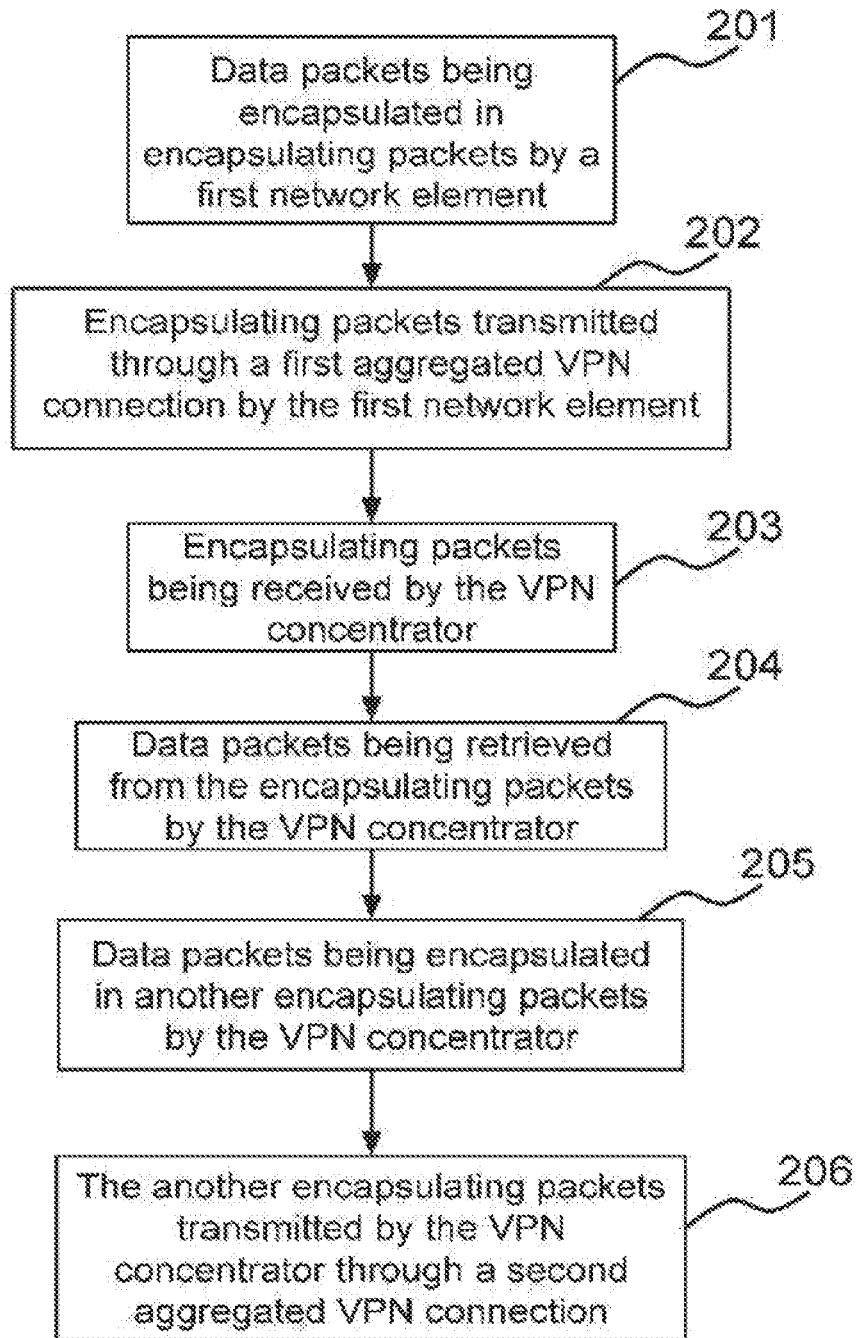 201
Data packets being
encapsulated in
encapsulating packets by a
first network element
202
Encapsulating packets transmitted
through a first aggregated VPN
connection by the first network element
203
Encapsulating packets
being received by the VPN
concentrator
204
Data packets being retrieved
from the encapsulating packets
by the VPN concentrator
205
Data packets being encapsulated
in another encapsulating packets
by the VPN concentrator
206
The another encapsulating packets
transmitted by the VPN
concentrator through a second
aggregated VPN connection